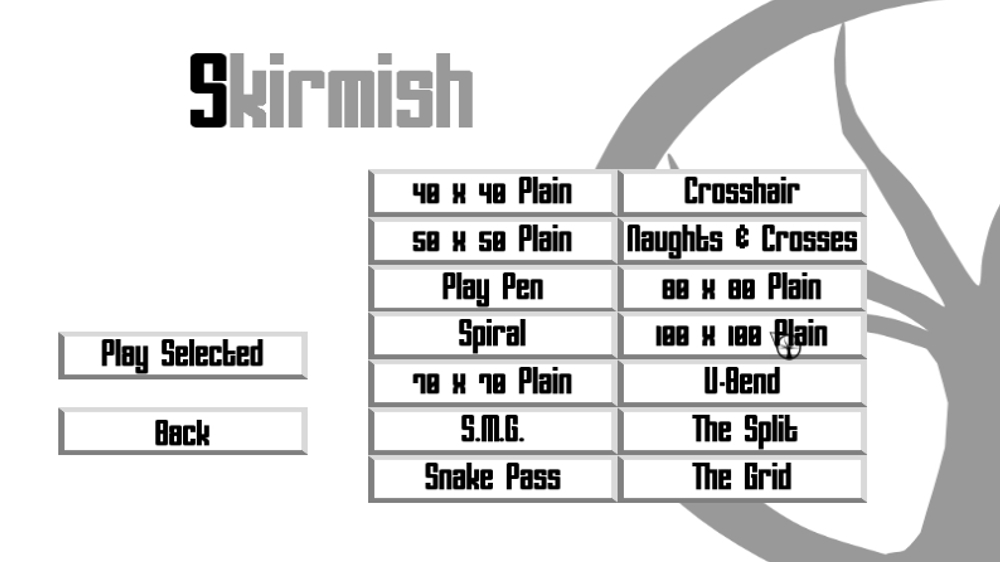 Skirmish
40 x 40 Plain
Crosshair
50 x 50 Plain
Naughts & Crosses
Play Pen
80 x 80 Plain
Spiral
100 x 100 Plain
Play Selected
70 x 70 Plain
U-Bend
Back
S.M.G.
The Split
Snake Pass
The Grid